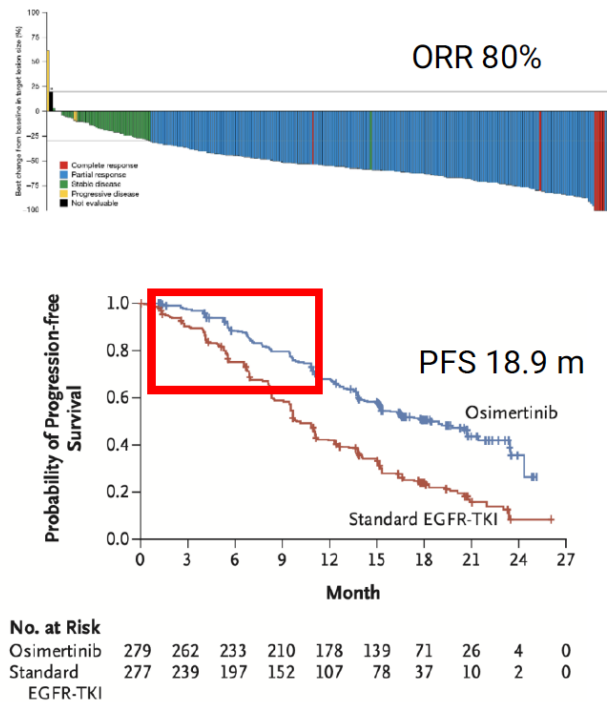 ORR 80%
Best change from baseline in target lesion size (%)
100
75
50
25
0
−25
−50
−75
−100
Complete response
Partial response
Stable disease
Progressive disease
Not evaluable
PFS 18.9 m
Probability of Progression-free
Survival
1.0
0.8
0.6
0.4
0.2
0.0
Osimertinib
Standard EGFR-TKI
0 3 6 9 12 15 18 21 24 27
Month
No. at Risk
Osimertinib 279 262 233 210 178 139 71 26 4 0
Standard 277 239 197 152 107 78 37 10 2 0
EGFR-TKI